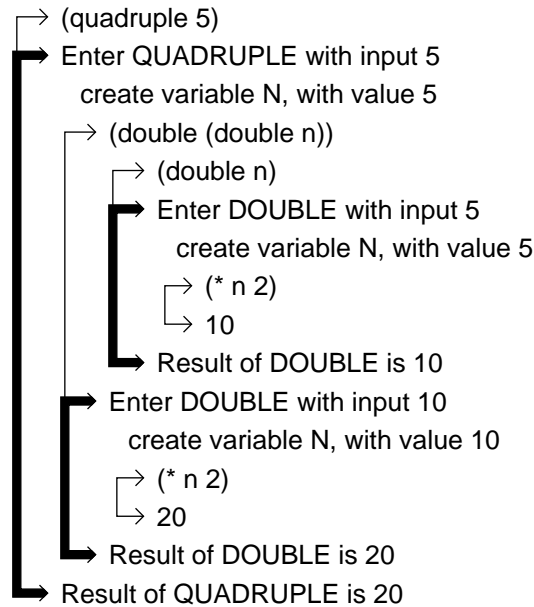 (quadruple 5)
Enter QUADRUPLE with input 5
create variable N, with value 5
(double (double n))
(double n)
Enter DOUBLE with input 5
create variable N, with value 5
(* n 2)
10
Result of DOUBLE is 10
Enter DOUBLE with input 10
create variable N, with value 10
(* n 2)
20
Result of DOUBLE is 20
Result of QUADRUPLE is 20